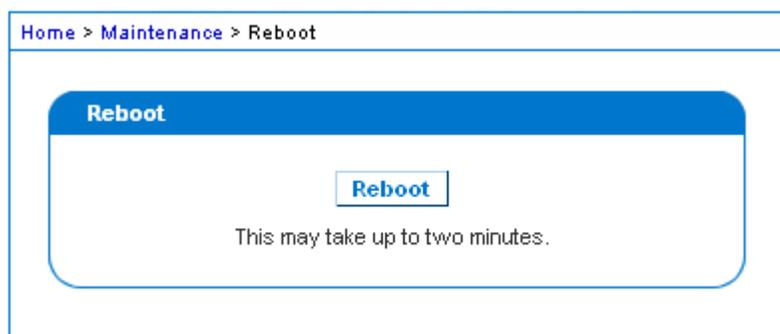 Home > Maintenance > Reboot
Reboot
Reboot
This may take up to two minutes.